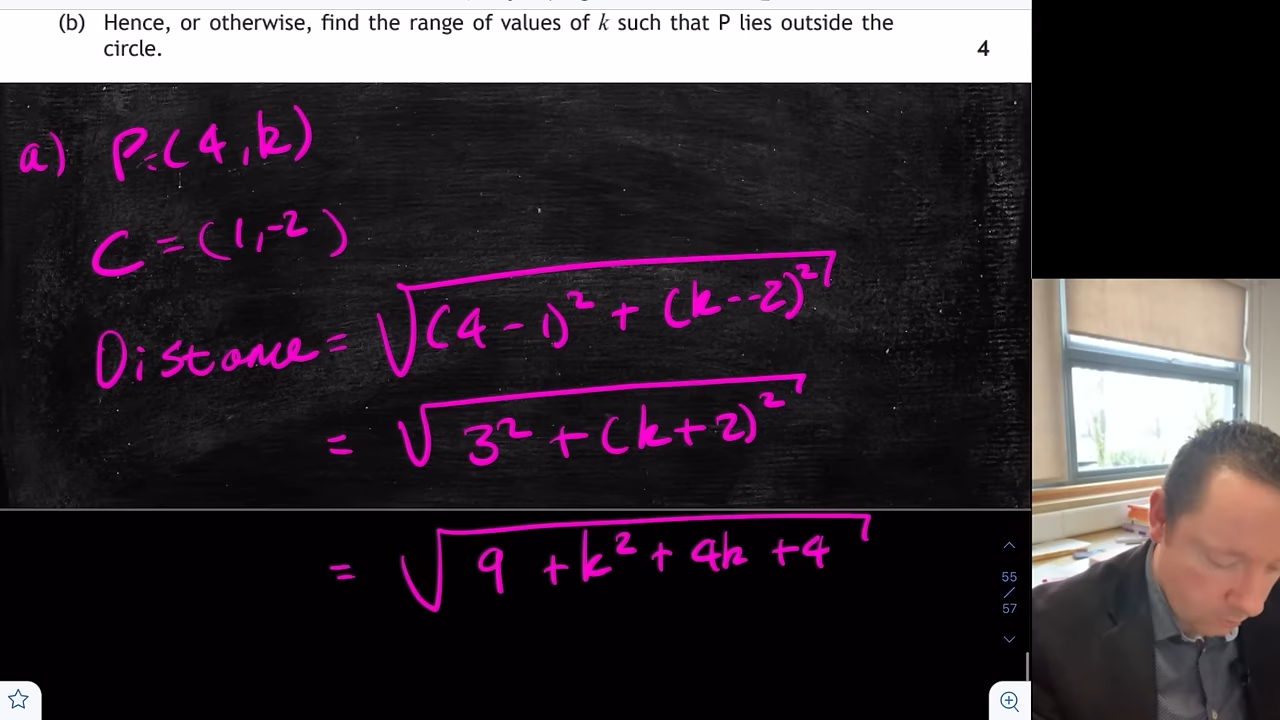 (b) Hence, or otherwise, find the range of values of k such that P lies outside the
circle. 4
a) P=(4,k)
C=(1,-2)
Distance = √(4-1)² + (k--2)²
= √3² + (k+2)²
= √9 + k² + 4k + 4
55
/
57